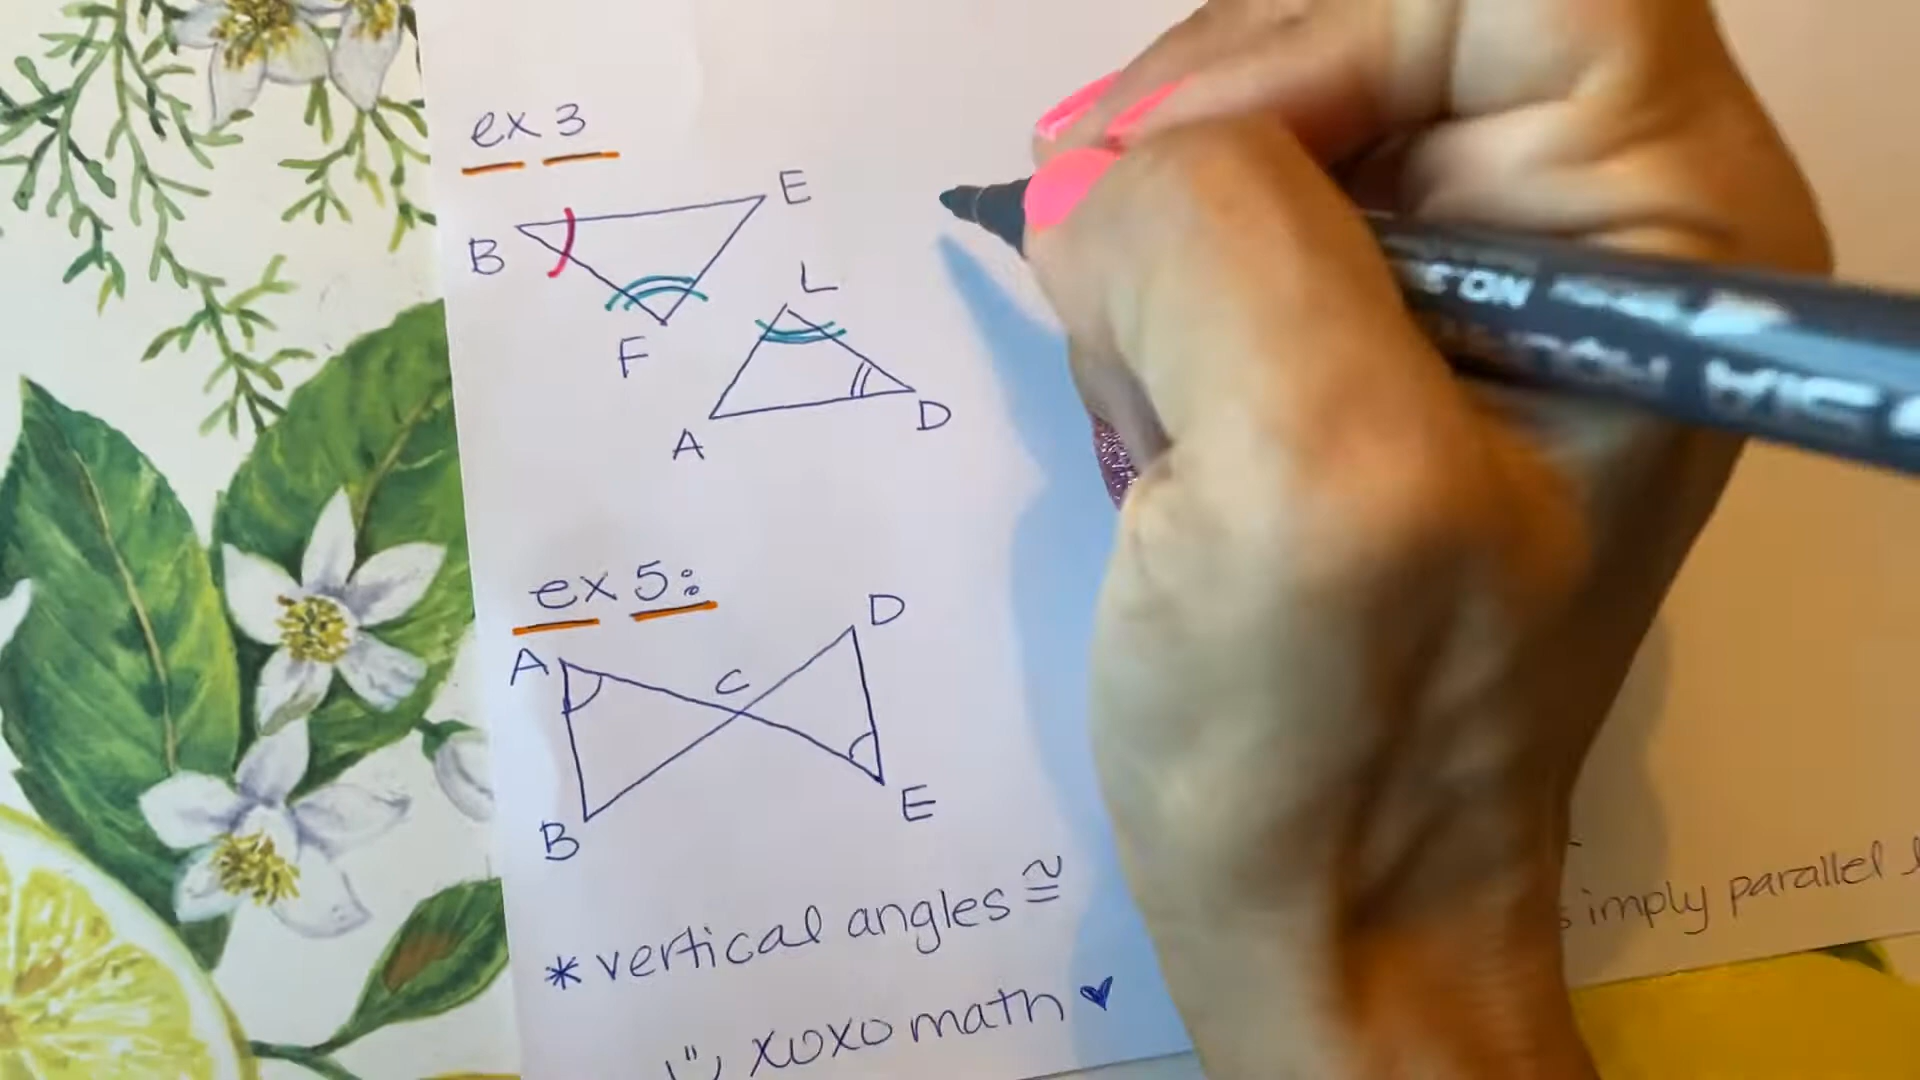 ex 3
E
B
L
F
D
A
ex 5:
D
A
C
E
B
* vertical angles ≅
imply parallel
xoxo math ♥